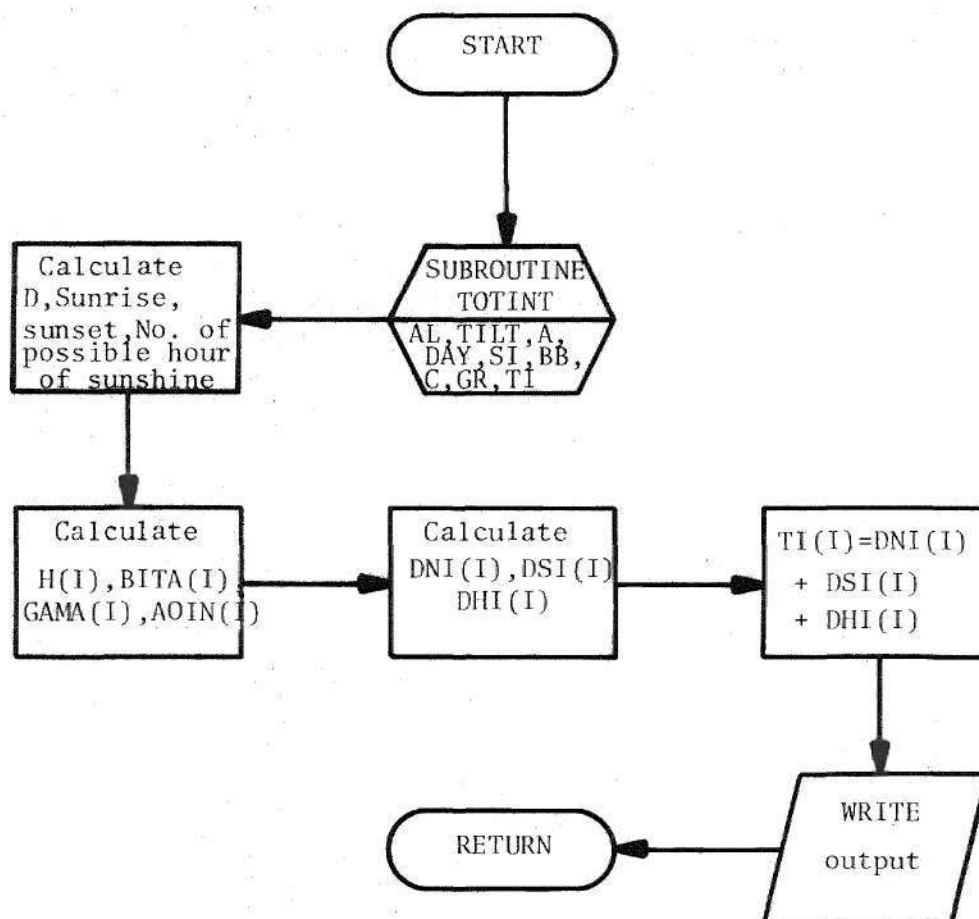 START
SUBROUTINE
TOTINT
AL,TILT,A,
DAY,SI,BB,
C,GR,TI
Calculate
D,Sunrise,
sunset,No. of
possible hour
of sunshine
Calculate
H(I),BITA(I)
GAMA(I),AOIN(I)
Calculate
DNI(I),DSI(I)
DHI(I)
TI(I)=DNI(I)
+ DSI(I)
+ DHI(I)
WRITE
output
RETURN